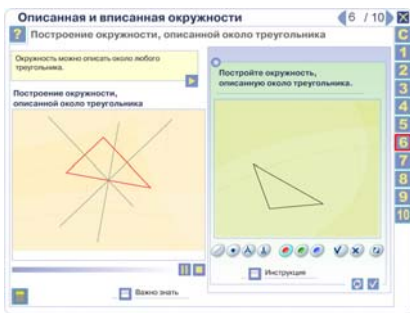 Описанная и вписанная окружности
6 / 10
X
? Построение окружности, описанной около треугольника
C
Окружность можно описать около любого
треугольника.
Построение окружности,
описанной около треугольника
Постройте окружность,
описанную около треугольника.
1
2
3
4
5
6
7
8
9
10
Инструкция
Важно знать